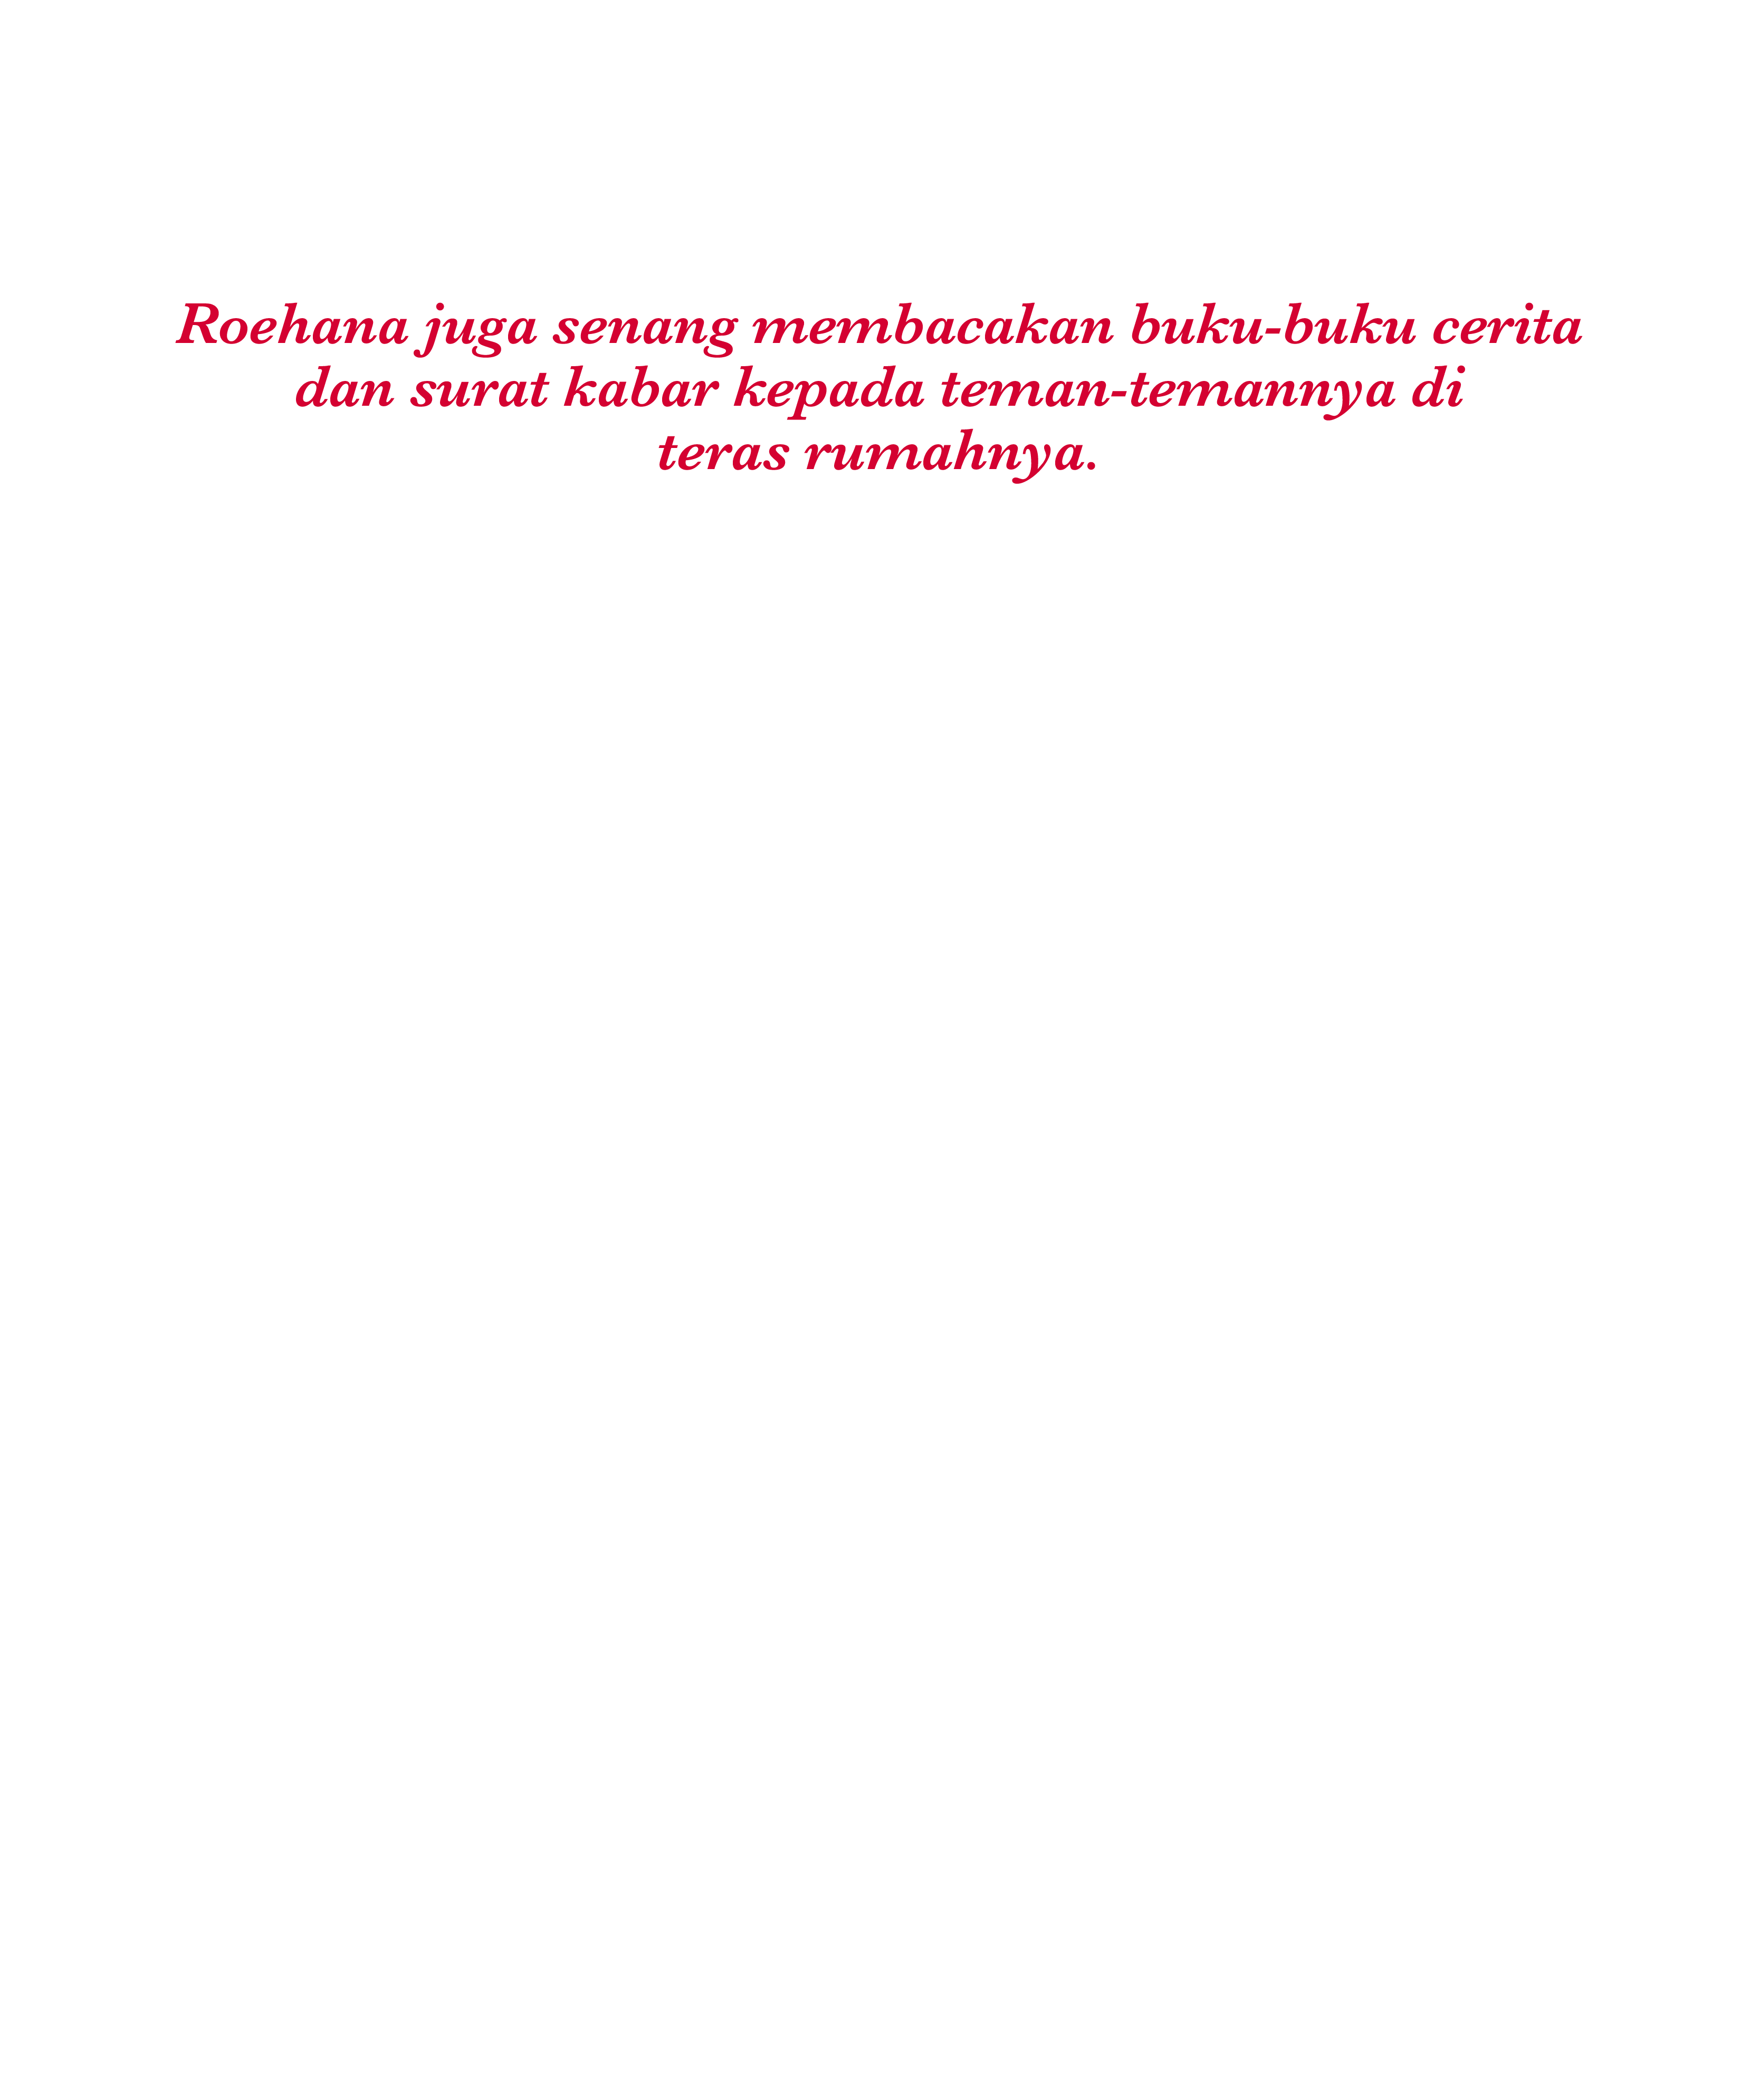 Roehana juga senang membacakan buku-buku cerita
dan surat kabar kepada teman-temannya di
teras rumahnya.